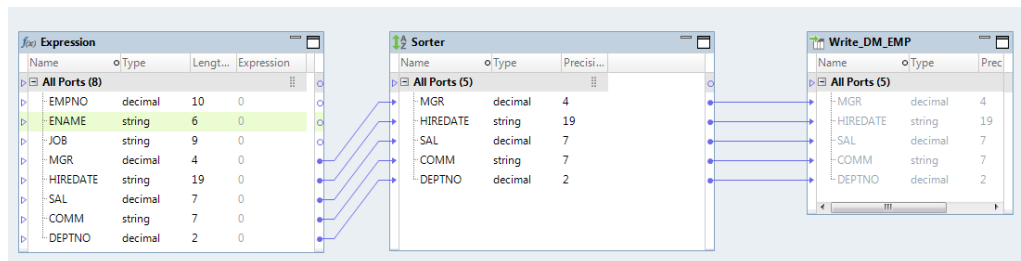 f(x) Expression
Name Type Lengt... Expression
All Ports (8)
EMPNO decimal 10 0
ENAME string 6 0
JOB string 9 0
MGR decimal 4 0
HIREDATE string 19 0
SAL decimal 7 0
COMM string 7 0
DEPTNO decimal 2 0
Sorter
Name Type Precisi...
All Ports (5)
MGR decimal 4
HIREDATE string 19
SAL decimal 7
COMM string 7
DEPTNO decimal 2
Write_DM_EMP
Name Type Prec
All Ports (5)
MGR decimal 4
HIREDATE string 19
SAL decimal 7
COMM string 7
DEPTNO decimal 2